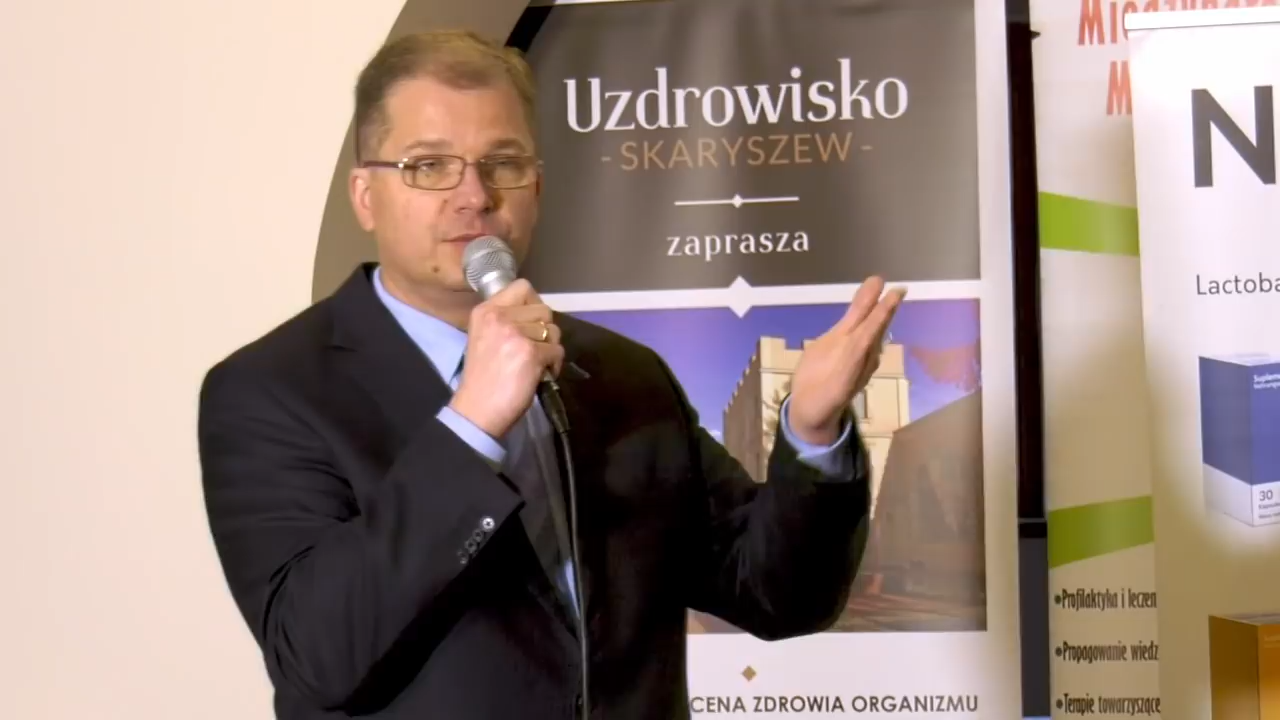 Uzdrowisko
- SKARYSZEW -
zaprasza
CENA ZDROWIA ORGANIZMU
M
N
Lactoba
30
•Profilaktyka i leczen
•Propagowanie wiedz
•Terapie towarzyszące